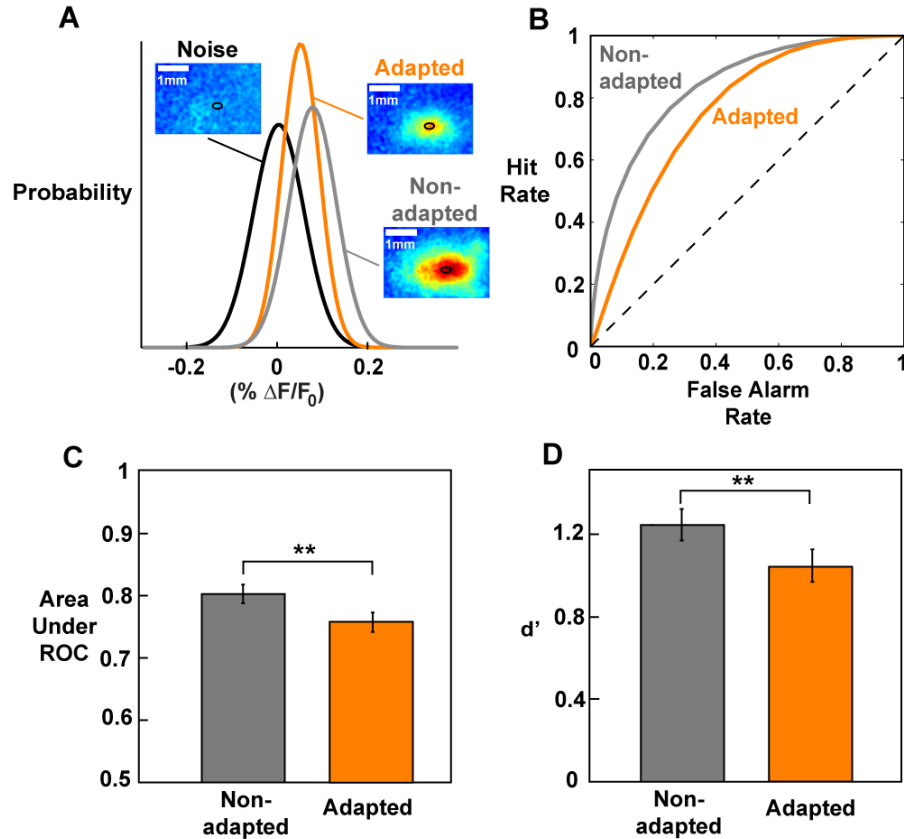 A
Noise
1mm
Adapted
1mm
Non-
adapted
1mm
Probability
-0.2
0
0.2
(% ΔF/F0)
B
1
0.8
0.6
0.4
0.2
0
Hit
Rate
Non-
adapted
Adapted
0
0.2
0.4
0.6
0.8
1
False Alarm
Rate
C
1
0.9
0.8
0.7
0.6
0.5
Area
Under
ROC
**
Non-
adapted
Adapted
D
1.2
0.8
0.4
0
d’
**
Non-
adapted
Adapted